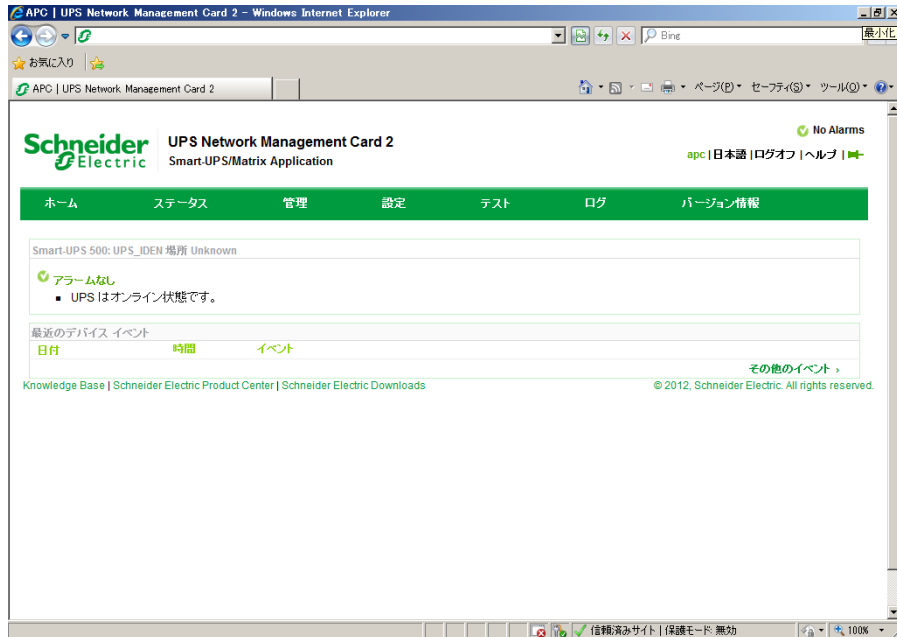 APC | UPS Network Management Card 2 - Windows Internet Explorer
Bing
最小化
お気に入り
APC | UPS Network Management Card 2
ページ(P) セーフティ(S) ツール(O)
No Alarms
Schneider Electric
UPS Network Management Card 2
Smart-UPS/Matrix Application
apc | 日本語 | ログオフ | ヘルプ |
ホーム ステータス 管理 設定 テスト ログ バージョン情報
Smart-UPS 500: UPS_IDEN 場所 Unknown
アラームなし
UPS はオンライン状態です。
最近のデバイス イベント
日付 時間 イベント
その他のイベント ›
Knowledge Base | Schneider Electric Product Center | Schneider Electric Downloads
© 2012, Schneider Electric. All rights reserved.
信頼済みサイト | 保護モード: 無効
100%